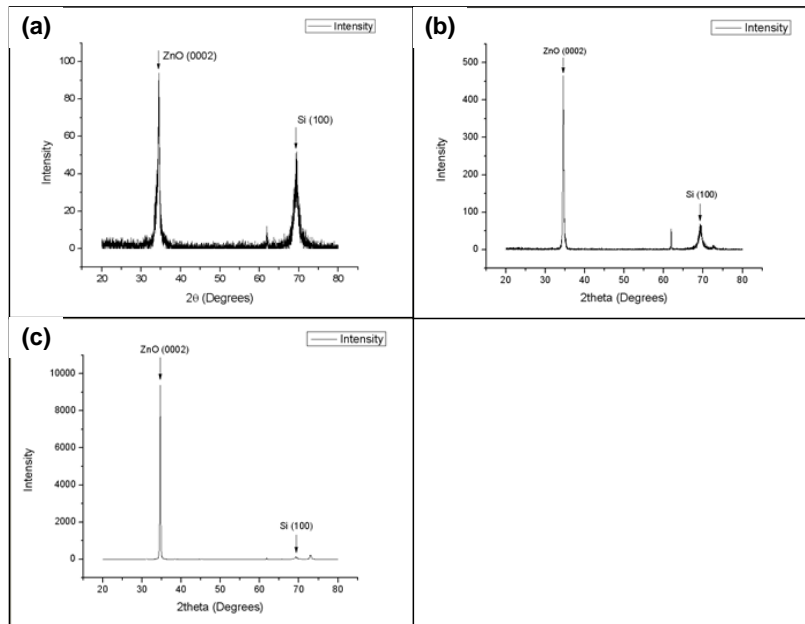 (a)
Intensity
ZnO (0002)
Si (100)
100
80
60
40
20
0
Intensity
20 30 40 50 60 70 80
2θ (Degrees)
(b)
Intensity
ZnO (0002)
Si (100)
500
400
300
200
100
0
Intensity
20 30 40 50 60 70 80
2theta (Degrees)
(c)
Intensity
ZnO (0002)
Si (100)
10000
8000
6000
4000
2000
0
Intensity
20 30 40 50 60 70 80
2theta (Degrees)